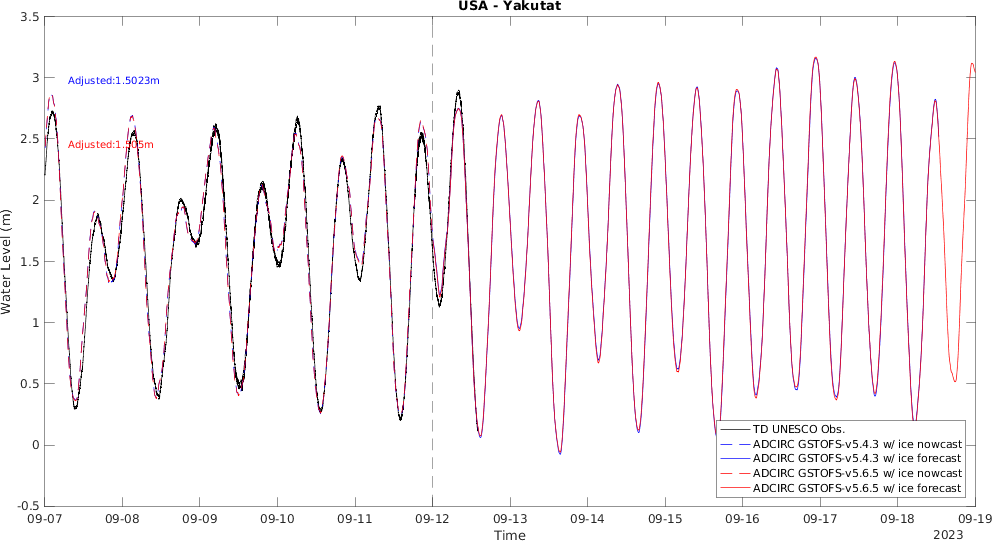 USA - Yakutat
3.5
3
2.5
2
1.5
1
0.5
0
-0.5
Water Level (m)
Adjusted:1.5023m
Adjusted:1.505m
TD UNESCO Obs.
ADCIRC GSTOFS-v5.4.3 w/ ice nowcast
ADCIRC GSTOFS-v5.4.3 w/ ice forecast
ADCIRC GSTOFS-v5.6.5 w/ ice nowcast
ADCIRC GSTOFS-v5.6.5 w/ ice forecast
09-07 09-08 09-09 09-10 09-11 09-12 09-13 09-14 09-15 09-16 09-17 09-18 09-19
Time
2023